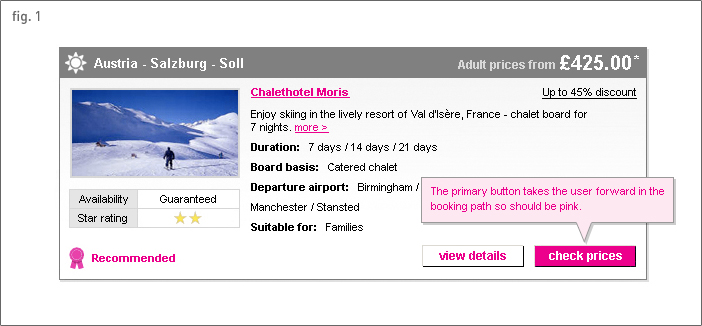 fig. 1
Austria - Salzburg - Soll
Adult prices from £425.00*
Chalethotel Moris
Up to 45% discount
Enjoy skiing in the lively resort of Val d'Isère, France - chalet board for
7 nights. more >
Duration: 7 days / 14 days / 21 days
Board basis: Catered chalet
Departure airport: Birmingham /
Manchester / Stansted
Suitable for: Families
Availability Guaranteed
Star rating
The primary button takes the user forward in the
booking path so should be pink.
Recommended
view details
check prices